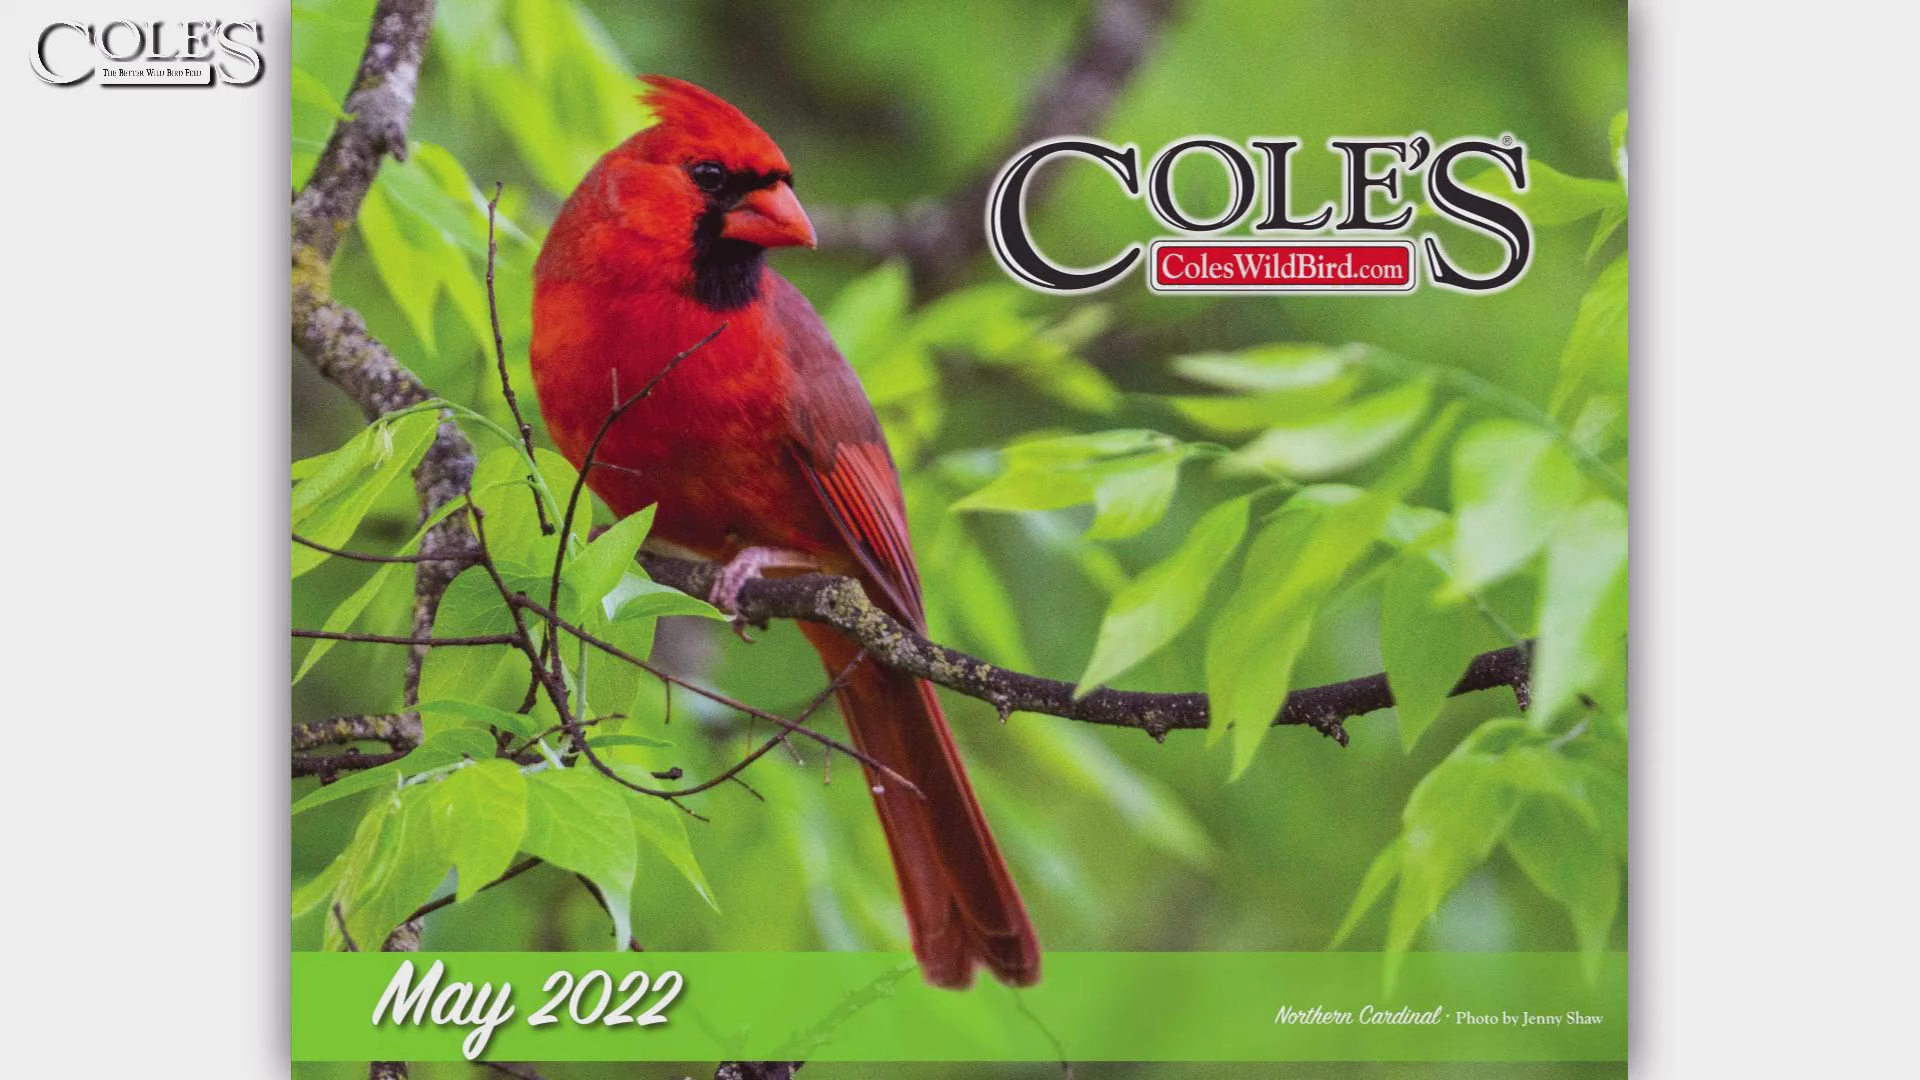 COLE'S
The Better Wild Bird Feed
COLE'S®
ColesWildBird.com
May 2022
Northern Cardinal · Photo by Jenny Shaw